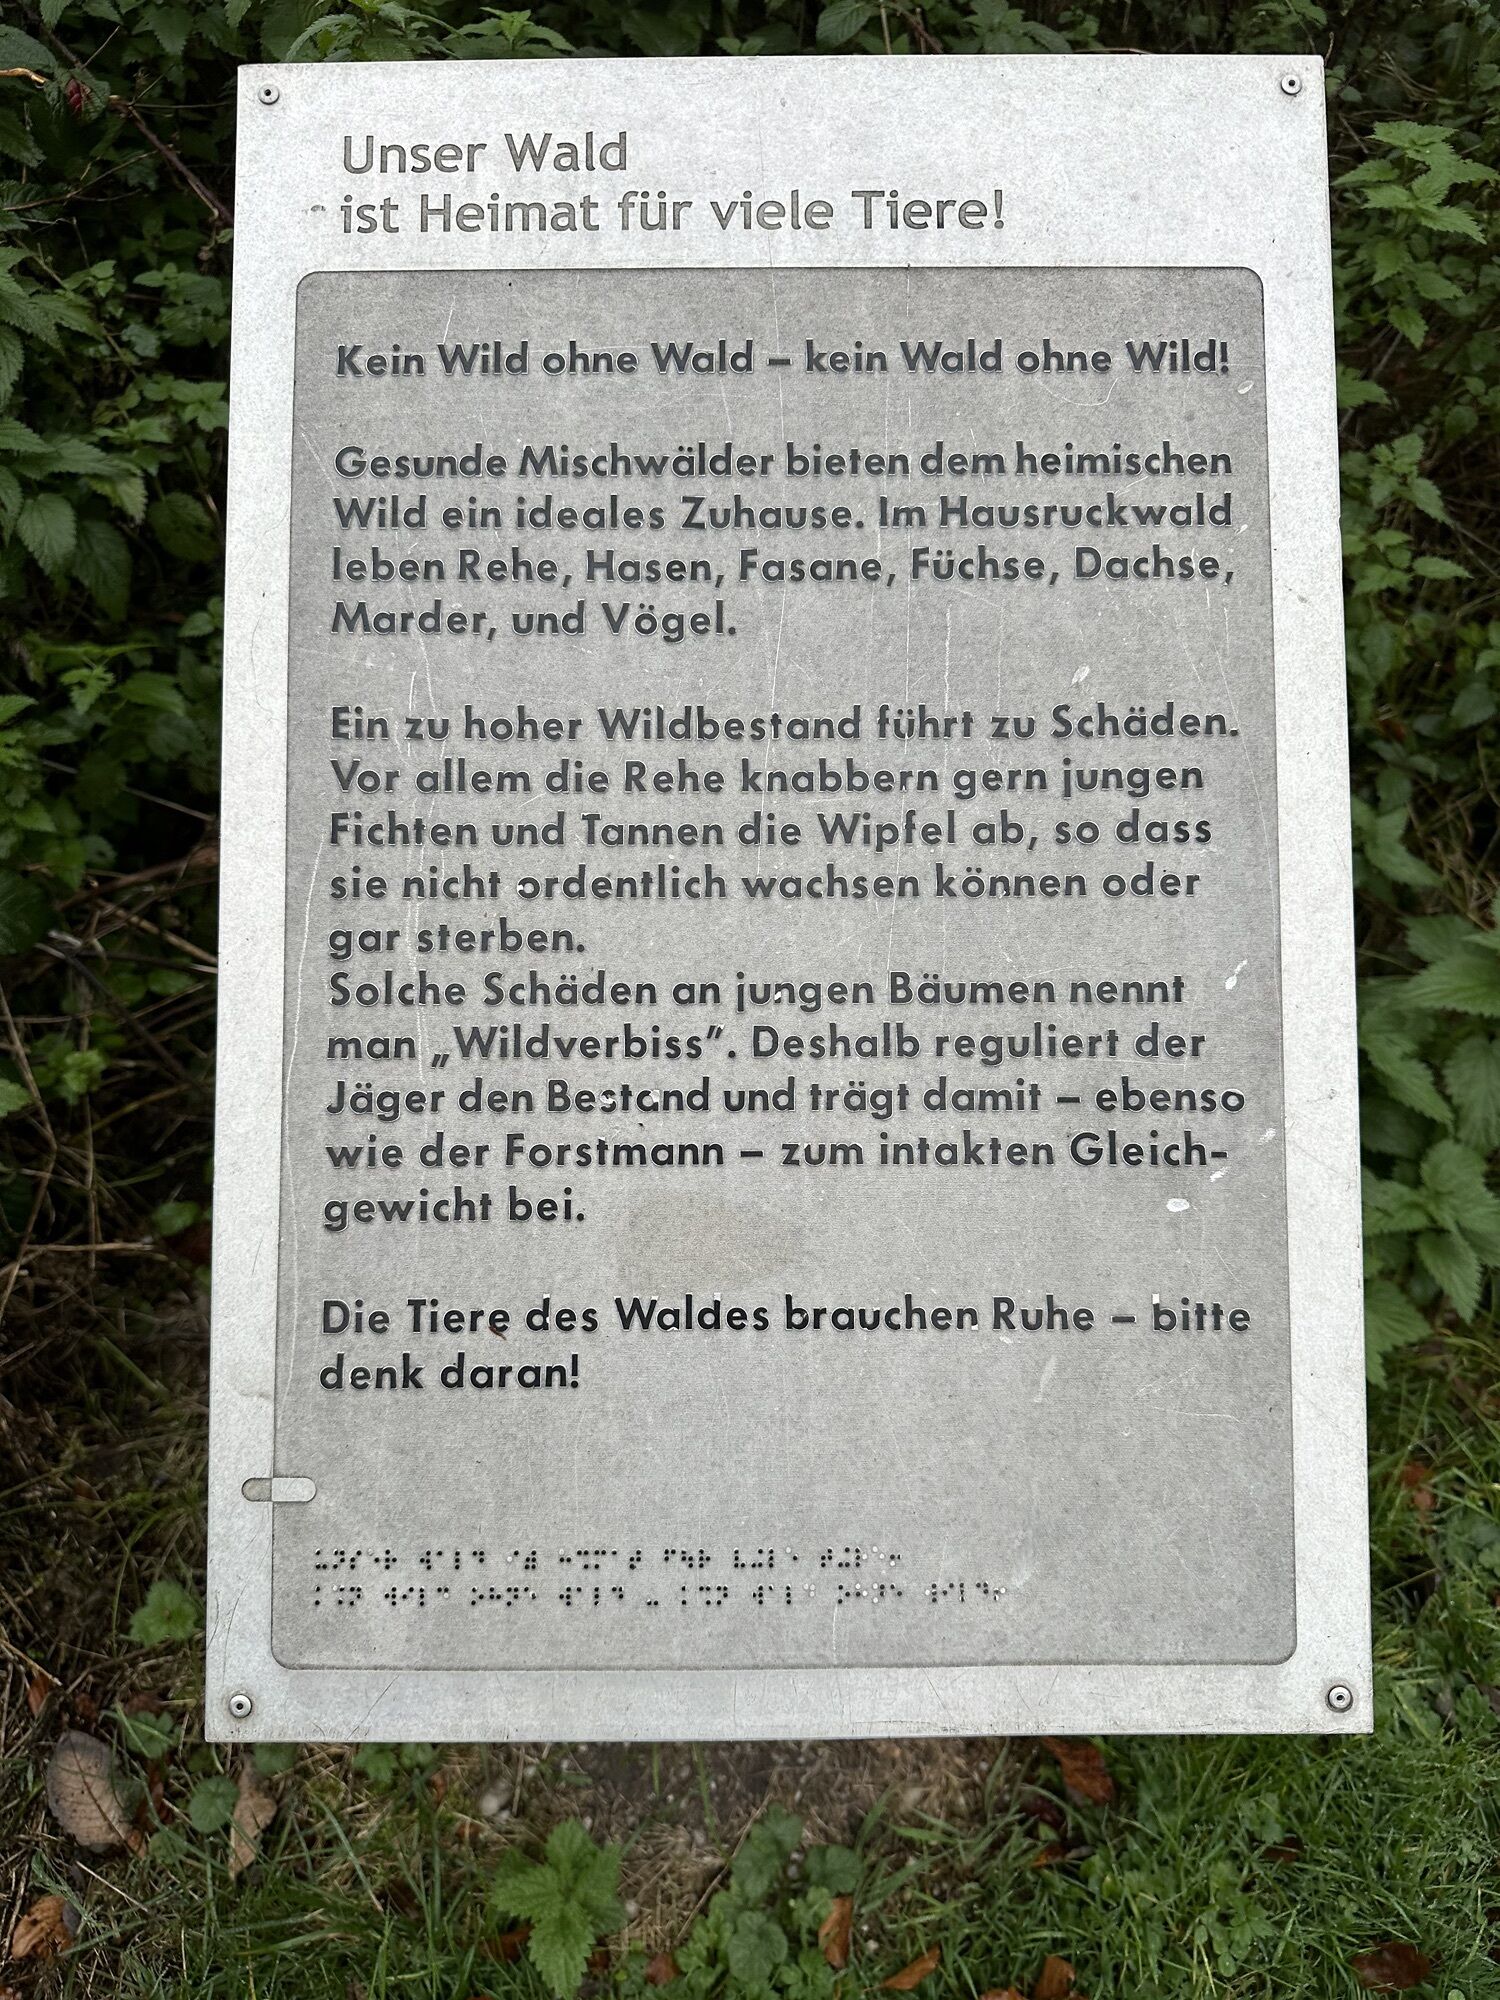 Unser Wald
ist Heimat für viele Tiere!
Kein Wild ohne Wald – kein Wald ohne Wild!
Gesunde Mischwälder bieten dem heimischen
Wild ein ideales Zuhause. Im Hausruckwald
leben Rehe, Hasen, Fasane, Füchse, Dachse,
Marder, und Vögel.
Ein zu hoher Wildbestand führt zu Schäden.
Vor allem die Rehe knabbern gern jungen
Fichten und Tannen die Wipfel ab, so dass
sie nicht ordentlich wachsen können oder
gar sterben.
Solche Schäden an jungen Bäumen nennt
man „Wildverbiss”. Deshalb reguliert der
Jäger den Bestand und trägt damit – ebenso
wie der Forstmann – zum intakten Gleich-
gewicht bei.
Die Tiere des Waldes brauchen Ruhe – bitte
denk daran!